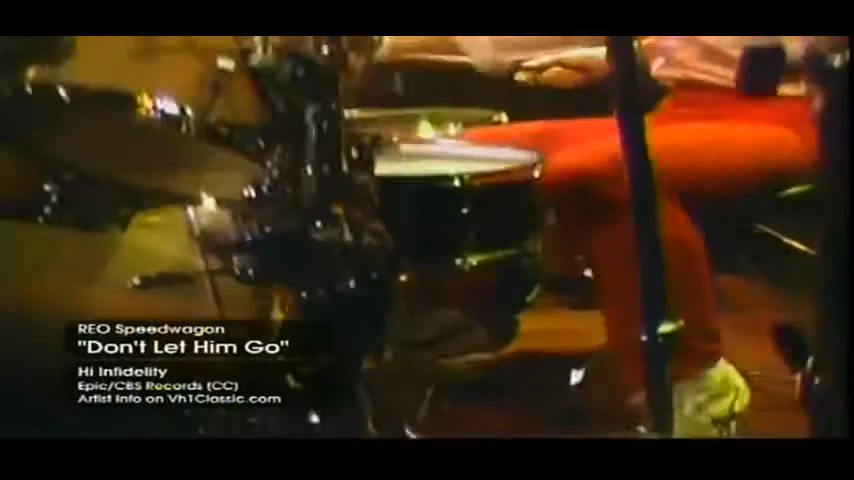 REO Speedwagon
"Don't Let Him Go"
Hi Infidelity
Epic/CBS Records (CC)
Artist Info on Vh1Classic.com